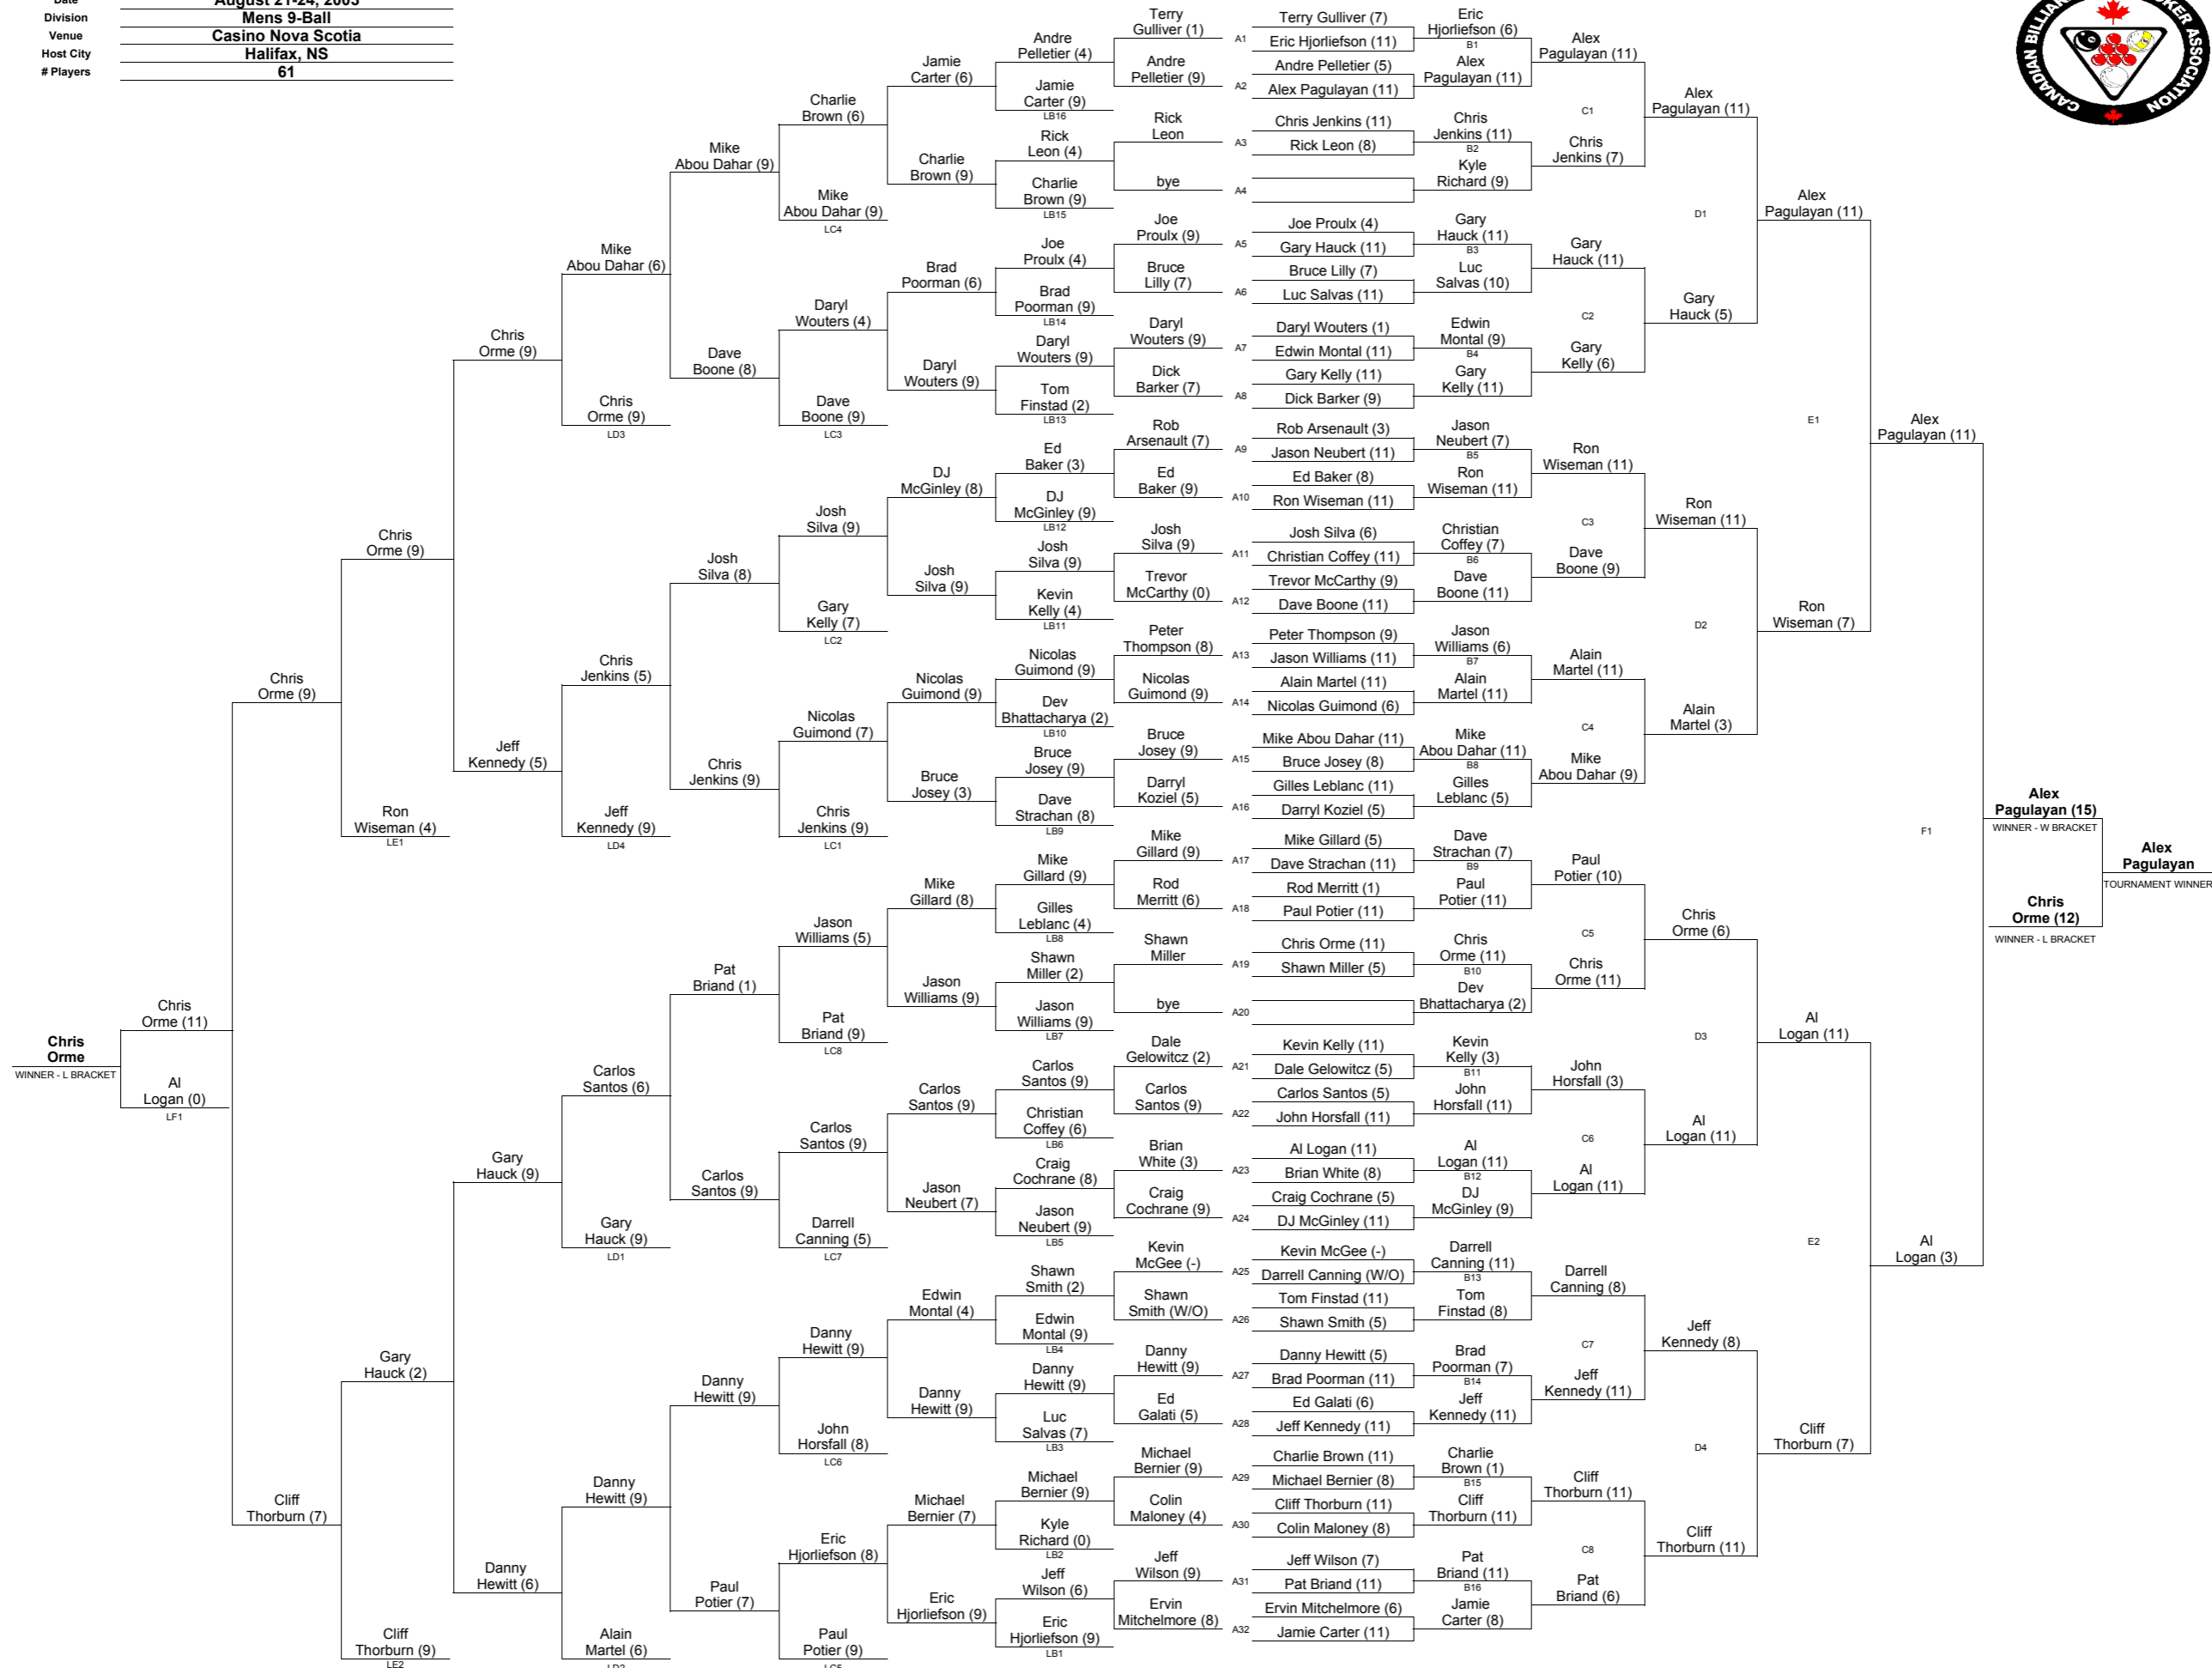 Date August 21-24, 2003
Division Mens 9-Ball
Venue Casino Nova Scotia
Host City Halifax, NS
# Players 61
CANADIAN BILLIARDS
SNOOKER ASSOCIATION
Chris
Orme
WINNER - L BRACKET
Chris
Orme (11)
Al
Logan (0)
LF1
Chris
Orme (9)
Cliff
Thorburn (7)
Chris
Orme (9)
Ron
Wiseman (4)
LE1
Gary
Hauck (2)
Cliff
Thorburn (9)
LE2
Chris
Orme (9)
Jeff
Kennedy (5)
Gary
Hauck (9)
Danny
Hewitt (6)
Mike
Abou Dahar (6)
Chris
Orme (9)
LD3
Chris
Jenkins (5)
Jeff
Kennedy (9)
LD4
Carlos
Santos (6)
Gary
Hauck (9)
LD1
Danny
Hewitt (9)
Alain
Martel (6)
LD2
Mike
Abou Dahar (9)
Dave
Boone (8)
Josh
Silva (8)
Chris
Jenkins (9)
Pat
Briand (1)
Carlos
Santos (9)
Danny
Hewitt (9)
Paul
Potier (7)
Charlie
Brown (6)
Mike
Abou Dahar (9)
LC4
Daryl
Wouters (4)
Dave
Boone (9)
LC3
Josh
Silva (9)
Gary
Kelly (7)
LC2
Nicolas
Guimond (7)
Chris
Jenkins (9)
LC1
Jason
Williams (5)
Pat
Briand (9)
LC8
Carlos
Santos (9)
Darrell
Canning (5)
LC7
Danny
Hewitt (9)
John
Horsfall (8)
LC6
Eric
Hjorliefson (8)
Paul
Potier (9)
LC5
Jamie
Carter (6)
Charlie
Brown (9)
Brad
Poorman (6)
Daryl
Wouters (9)
DJ
McGinley (8)
Josh
Silva (9)
Nicolas
Guimond (9)
Bruce
Josey (3)
Mike
Gillard (8)
Jason
Williams (9)
Carlos
Santos (9)
Jason
Neubert (7)
Edwin
Montal (4)
Danny
Hewitt (9)
Michael
Bernier (7)
Eric
Hjorliefson (9)
Andre
Pelletier (4)
Jamie
Carter (9)
LB16
Rick
Leon (4)
Charlie
Brown (9)
LB15
Joe
Proulx (4)
Brad
Poorman (9)
LB14
Daryl
Wouters (9)
Tom
Finstad (2)
LB13
Ed
Baker (3)
DJ
McGinley (9)
LB12
Josh
Silva (9)
Kevin
Kelly (4)
LB11
Nicolas
Guimond (9)
Dev
Bhattacharya (2)
LB10
Bruce
Josey (9)
Dave
Strachan (8)
LB9
Mike
Gillard (9)
Gilles
Leblanc (4)
LB8
Shawn
Miller (2)
Jason
Williams (9)
LB7
Carlos
Santos (9)
Christian
Coffey (6)
LB6
Craig
Cochrane (8)
Jason
Neubert (9)
LB5
Shawn
Smith (2)
Edwin
Montal (9)
LB4
Danny
Hewitt (9)
Luc
Salvas (7)
LB3
Michael
Bernier (9)
Kyle
Richard (0)
LB2
Jeff
Wilson (6)
Eric
Hjorliefson (9)
LB1
Terry
Gulliver (1)
Andre
Pelletier (9)
Rick
Leon
bye
Joe
Proulx (9)
Bruce
Lilly (7)
Daryl
Wouters (9)
Dick
Barker (7)
Rob
Arsenault (7)
Ed
Baker (9)
Josh
Silva (9)
Trevor
McCarthy (0)
Peter
Thompson (8)
Nicolas
Guimond (9)
Bruce
Josey (9)
Darryl
Koziel (5)
Mike
Gillard (9)
Rod
Merritt (6)
Shawn
Miller
bye
Dale
Gelowitcz (2)
Carlos
Santos (9)
Brian
White (3)
Craig
Cochrane (9)
Kevin
McGee (-)
Shawn
Smith (W/O)
Danny
Hewitt (9)
Ed
Galati (5)
Michael
Bernier (9)
Colin
Maloney (4)
Jeff
Wilson (9)
Ervin
Mitchelmore (8)
Terry Gulliver (7)
A1
Eric Hjorliefson (11)
Andre Pelletier (5)
A2
Alex Pagulayan (11)
Chris Jenkins (11)
A3
Rick Leon (8)
A4
Joe Proulx (4)
A5
Gary Hauck (11)
Bruce Lilly (7)
A6
Luc Salvas (11)
Daryl Wouters (1)
A7
Edwin Montal (11)
Gary Kelly (11)
A8
Dick Barker (9)
Rob Arsenault (3)
A9
Jason Neubert (11)
Ed Baker (8)
A10
Ron Wiseman (11)
Josh Silva (6)
A11
Christian Coffey (11)
Trevor McCarthy (9)
A12
Dave Boone (11)
Peter Thompson (9)
A13
Jason Williams (11)
Alain Martel (11)
A14
Nicolas Guimond (6)
Mike Abou Dahar (11)
A15
Bruce Josey (8)
Gilles Leblanc (11)
A16
Darryl Koziel (5)
Mike Gillard (5)
A17
Dave Strachan (11)
Rod Merritt (1)
A18
Paul Potier (11)
Chris Orme (11)
A19
Shawn Miller (5)
A20
Kevin Kelly (11)
A21
Dale Gelowitcz (5)
Carlos Santos (5)
A22
John Horsfall (11)
Al Logan (11)
A23
Brian White (8)
Craig Cochrane (5)
A24
DJ McGinley (11)
Kevin McGee (-)
A25
Darrell Canning (W/O)
Tom Finstad (11)
A26
Shawn Smith (5)
Danny Hewitt (5)
A27
Brad Poorman (11)
Ed Galati (6)
A28
Jeff Kennedy (11)
Charlie Brown (11)
A29
Michael Bernier (8)
Cliff Thorburn (11)
A30
Colin Maloney (8)
Jeff Wilson (7)
A31
Pat Briand (11)
Ervin Mitchelmore (6)
A32
Jamie Carter (11)
Eric
Hjorliefson (6)
B1
Alex
Pagulayan (11)
Chris
Jenkins (11)
B2
Kyle
Richard (9)
Gary
Hauck (11)
B3
Luc
Salvas (10)
Edwin
Montal (9)
B4
Gary
Kelly (11)
Jason
Neubert (7)
B5
Ron
Wiseman (11)
Christian
Coffey (7)
B6
Dave
Boone (11)
Jason
Williams (6)
B7
Alain
Martel (11)
Mike
Abou Dahar (11)
B8
Gilles
Leblanc (5)
Dave
Strachan (7)
B9
Paul
Potier (11)
Chris
Orme (11)
B10
Dev
Bhattacharya (2)
Kevin
Kelly (3)
B11
John
Horsfall (11)
Al
Logan (11)
B12
DJ
McGinley (9)
Darrell
Canning (11)
B13
Tom
Finstad (8)
Brad
Poorman (7)
B14
Jeff
Kennedy (11)
Charlie
Brown (1)
B15
Cliff
Thorburn (11)
Pat
Briand (11)
B16
Jamie
Carter (8)
Alex
Pagulayan (11)
C1
Chris
Jenkins (7)
Gary
Hauck (11)
C2
Gary
Kelly (6)
Ron
Wiseman (11)
C3
Dave
Boone (9)
Alain
Martel (11)
C4
Mike
Abou Dahar (9)
Paul
Potier (10)
C5
Chris
Orme (11)
John
Horsfall (3)
C6
Al
Logan (11)
Darrell
Canning (8)
C7
Jeff
Kennedy (11)
Cliff
Thorburn (11)
C8
Pat
Briand (6)
Alex
Pagulayan (11)
D1
Gary
Hauck (5)
Ron
Wiseman (11)
D2
Alain
Martel (3)
Chris
Orme (6)
D3
Al
Logan (11)
Jeff
Kennedy (8)
D4
Cliff
Thorburn (11)
Alex
Pagulayan (11)
E1
Ron
Wiseman (7)
Al
Logan (11)
E2
Cliff
Thorburn (7)
Alex
Pagulayan (11)
F1
Al
Logan (3)
Alex
Pagulayan (15)
WINNER - W BRACKET
Chris
Orme (12)
WINNER - L BRACKET
Alex
Pagulayan
TOURNAMENT WINNER